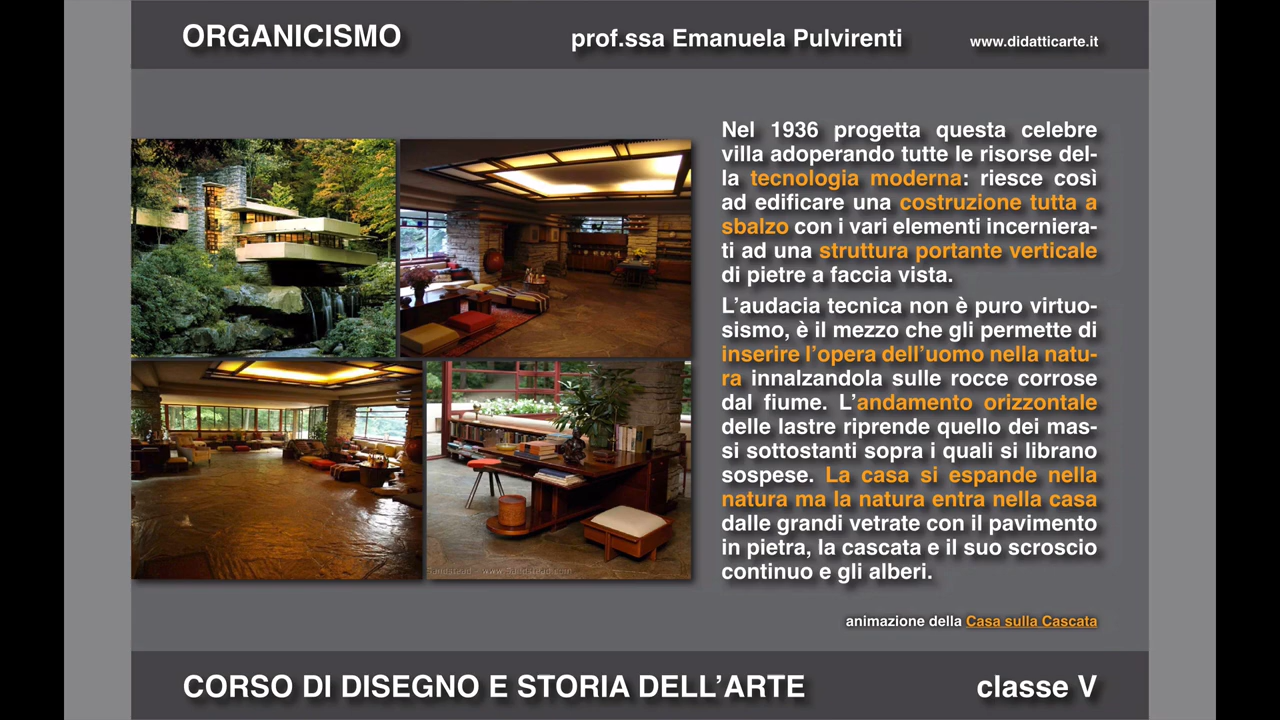 ORGANICISMO
prof.ssa Emanuela Pulvirenti
www.didatticarte.it
Nel 1936 progetta questa celebre
villa adoperando tutte le risorse del-
la tecnologia moderna: riesce così
ad edificare una costruzione tutta a
sbalzo con i vari elementi incerniera-
ti ad una struttura portante verticale
di pietre a faccia vista.
L’audacia tecnica non è puro virtuo-
sismo, è il mezzo che gli permette di
inserire l’opera dell’uomo nella natu-
ra innalzandola sulle rocce corrose
dal fiume. L’andamento orizzontale
delle lastre riprende quello dei mas-
si sottostanti sopra i quali si librano
sospese. La casa si espande nella
natura ma la natura entra nella casa
dalle grandi vetrate con il pavimento
in pietra, la cascata e il suo scroscio
continuo e gli alberi.
animazione della Casa sulla Cascata
CORSO DI DISEGNO E STORIA DELL’ARTE
classe V